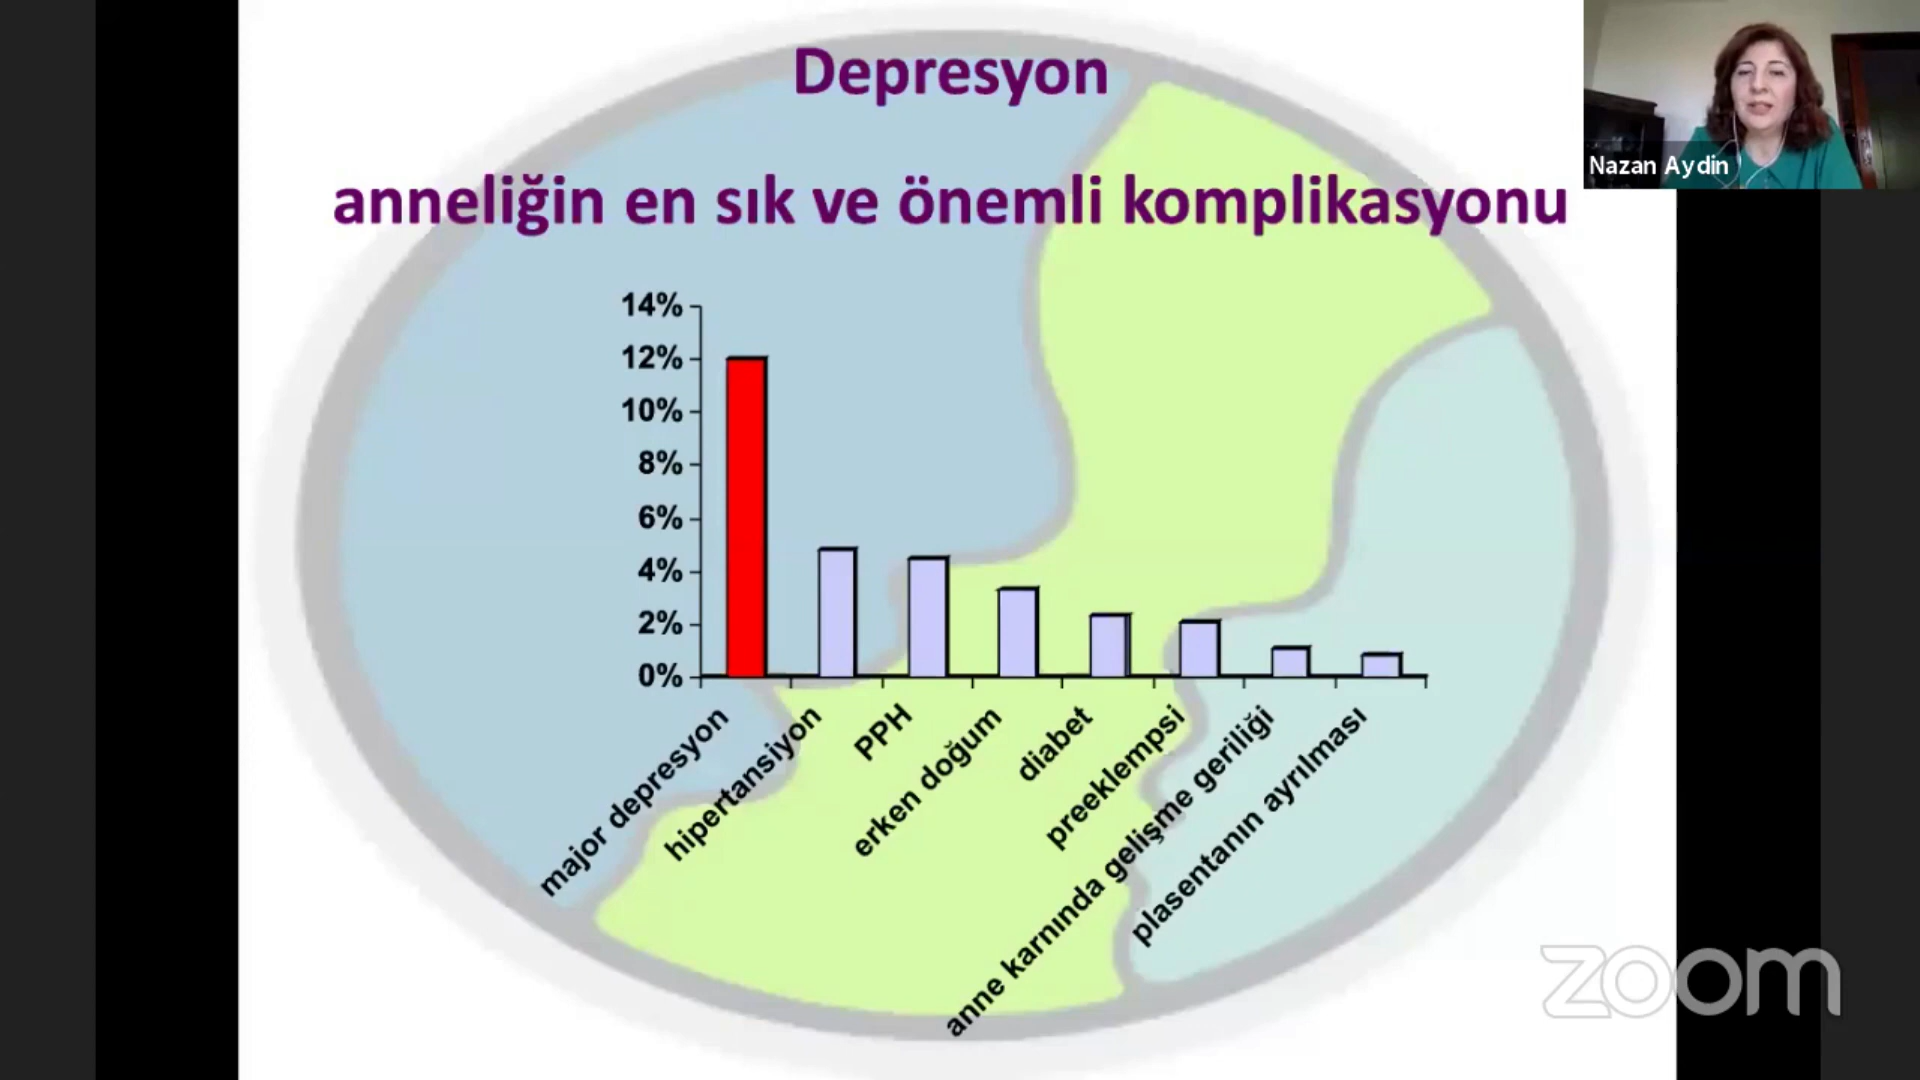 Depresyon
anneliğin en sık ve önemli komplikasyonu
Nazan Aydin
14%
12%
10%
8%
6%
4%
2%
0%
major depresyon
hipertansiyon
PPH
erken doğum
diabet
preeklempsi
anne karnında gelişme geriliği
plasentanın ayrılması
zoom